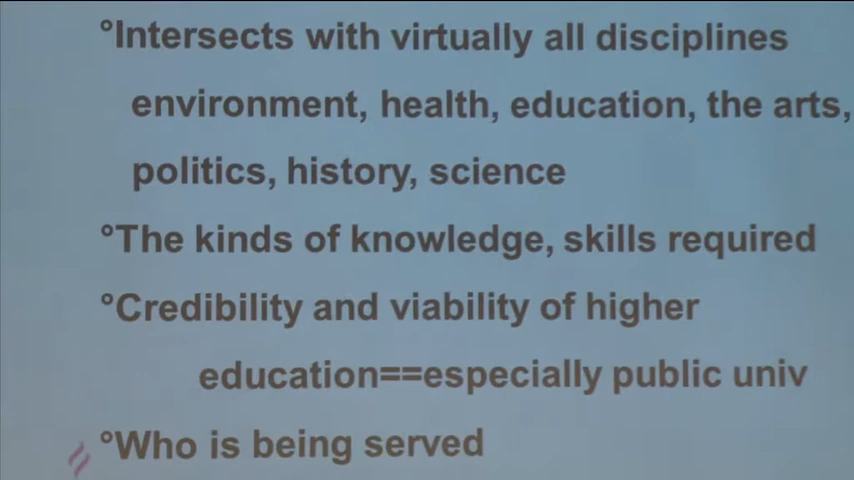 °Intersects with virtually all disciplines
environment, health, education, the arts,
politics, history, science
°The kinds of knowledge, skills required
°Credibility and viability of higher
education==especially public univ
°Who is being served